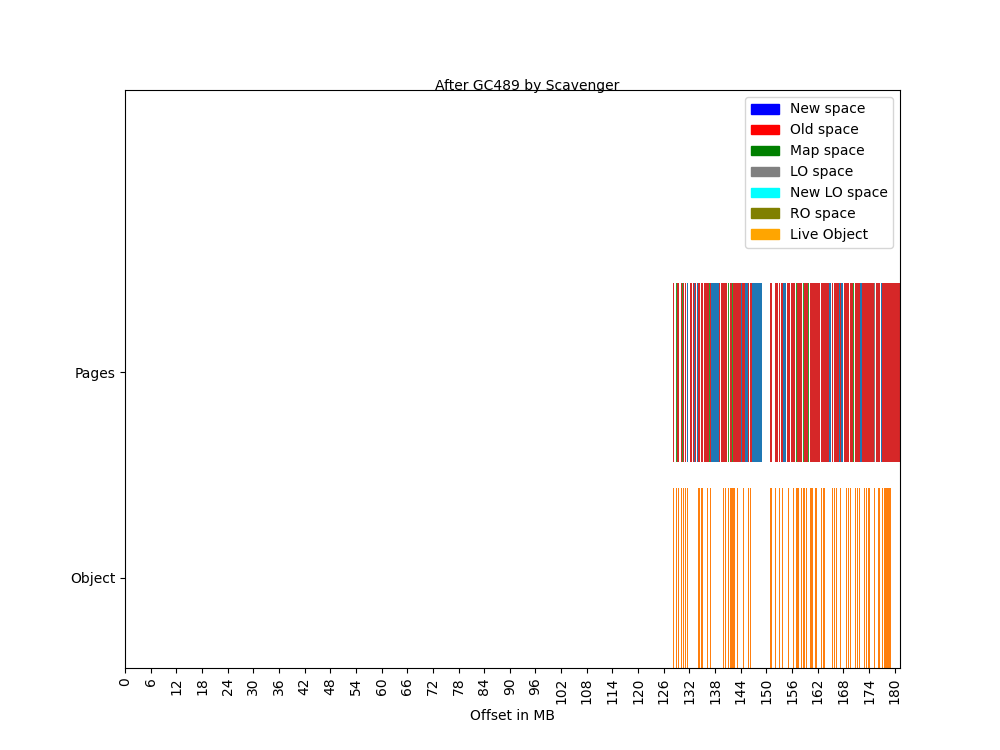 After GC489 by Scavenger
New space
Old space
Map space
LO space
New LO space
RO space
Live Object
Pages
Object
0 6 12 18 24 30 36 42 48 54 60 66 72 78 84 90 96 102 108 114 120 126 132 138 144 150 156 162 168 174 180
Offset in MB